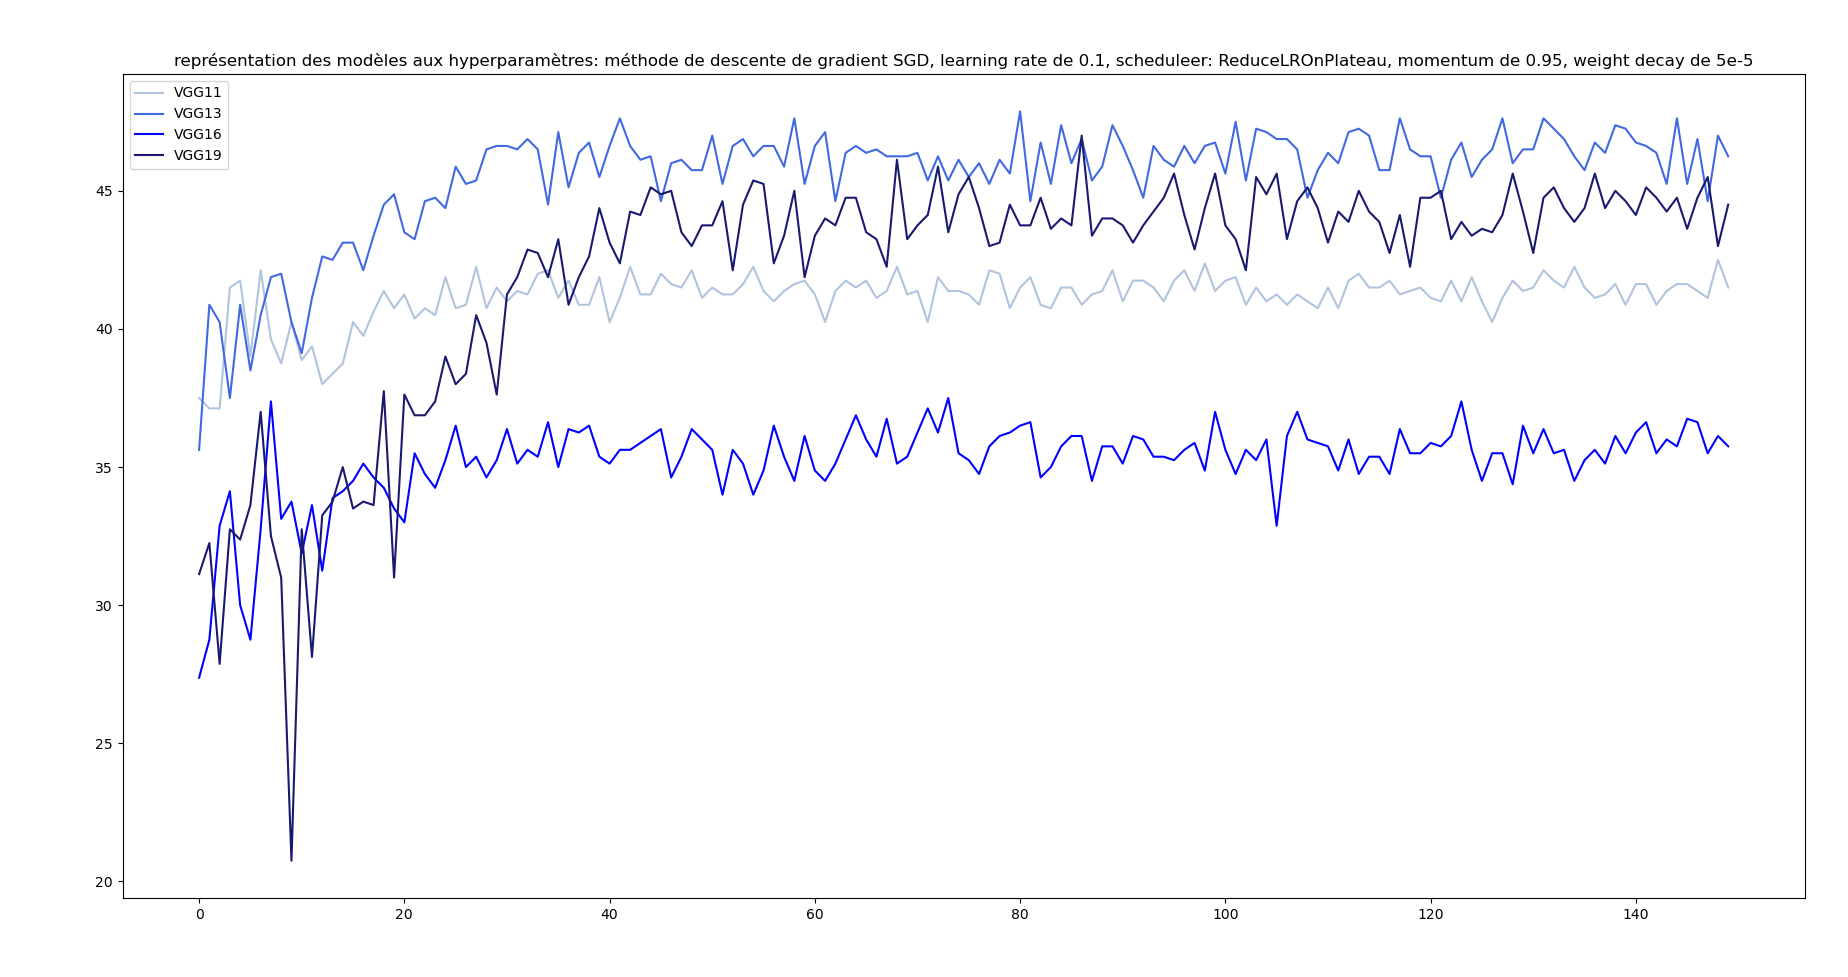 représentation des modèles aux hyperparamètres: méthode de descente de gradient SGD, learning rate de 0.1, scheduleer: ReduceLROnPlateau, momentum de 0.95, weight decay de 5e-5
VGG11
VGG13
VGG16
VGG19
45
40
35
30
25
20
0 20 40 60 80 100 120 140